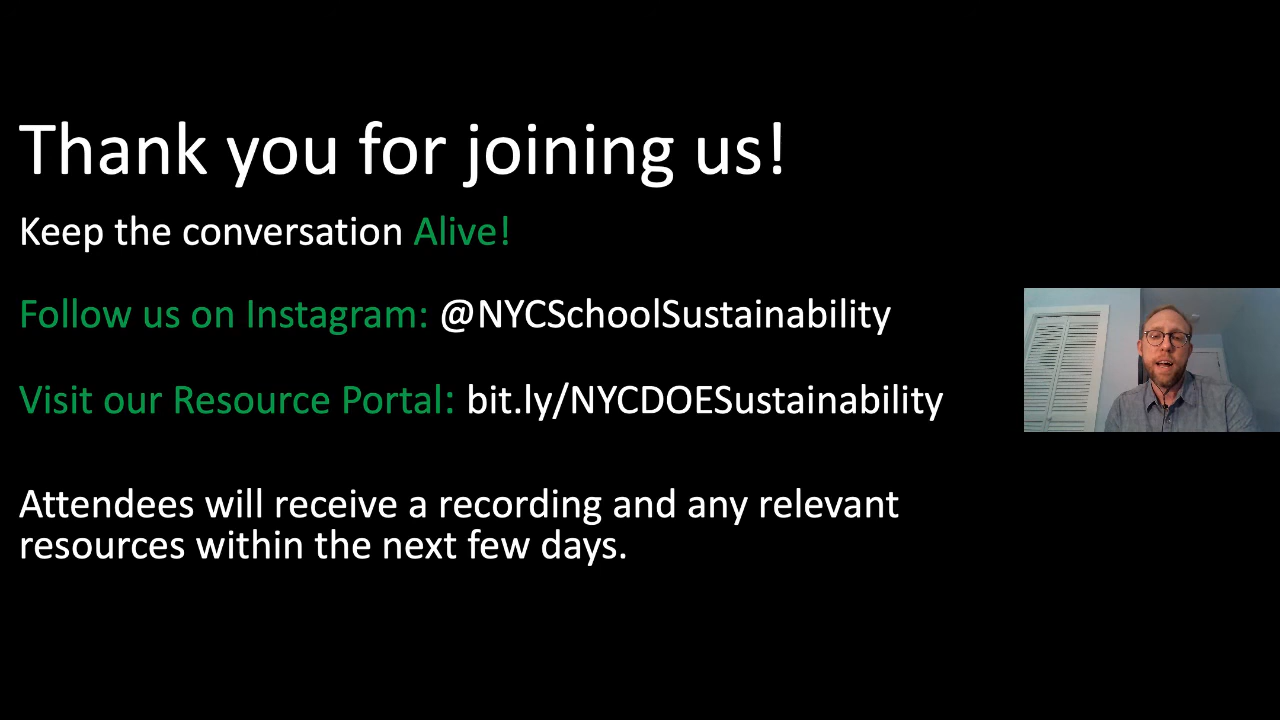 Thank you for joining us!
Keep the conversation Alive!
Follow us on Instagram: @NYCSchoolSustainability
Visit our Resource Portal: bit.ly/NYCDOESustainability
Attendees will receive a recording and any relevant
resources within the next few days.